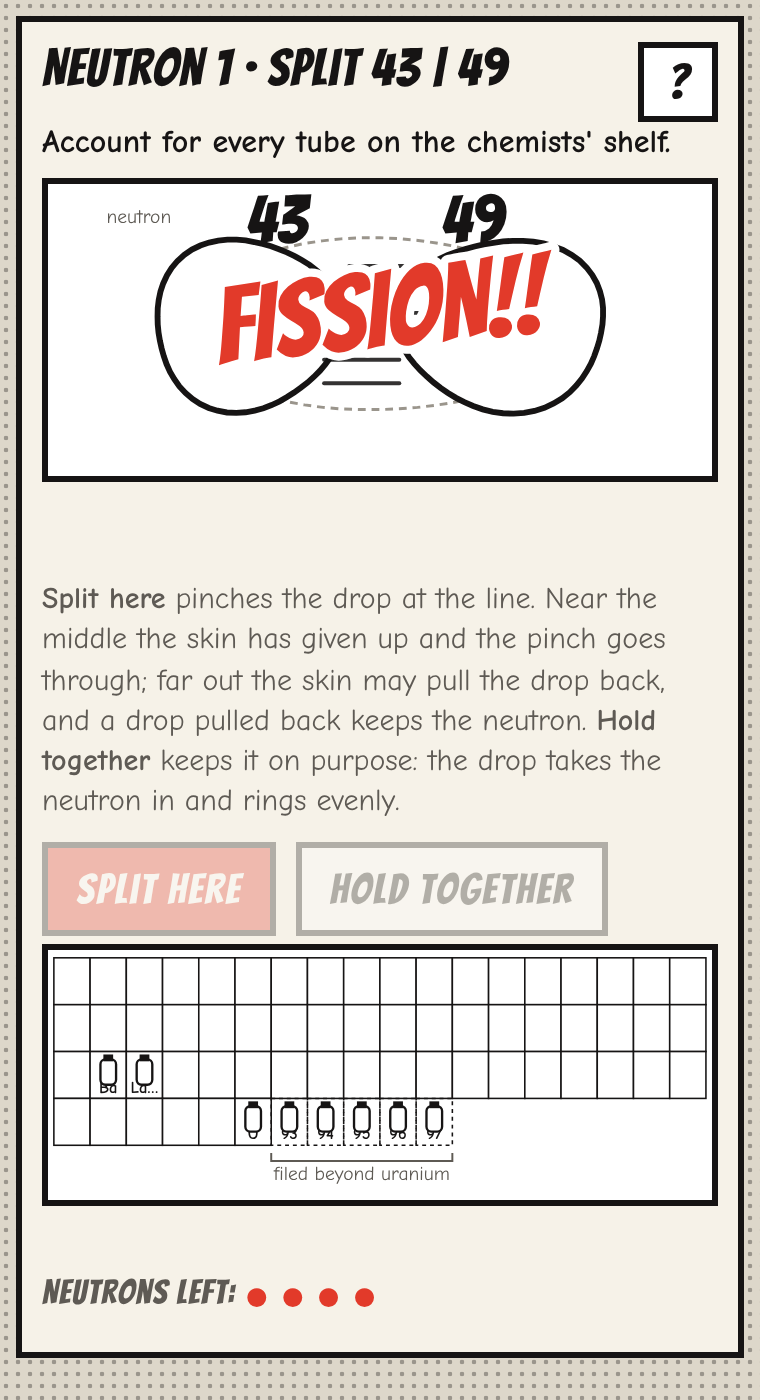 NEUTRON 1 • SPLIT 43 | 49
?
Account for every tube on the chemists' shelf.
neutron
43
49
FISSION!!
Split here pinches the drop at the line. Near the
middle the skin has given up and the pinch goes
through; far out the skin may pull the drop back,
and a drop pulled back keeps the neutron. Hold
together keeps it on purpose: the drop takes the
neutron in and rings evenly.
SPLIT HERE
HOLD TOGETHER
Ba La...
U 93 94 95 96 97
filed beyond uranium
NEUTRONS LEFT: